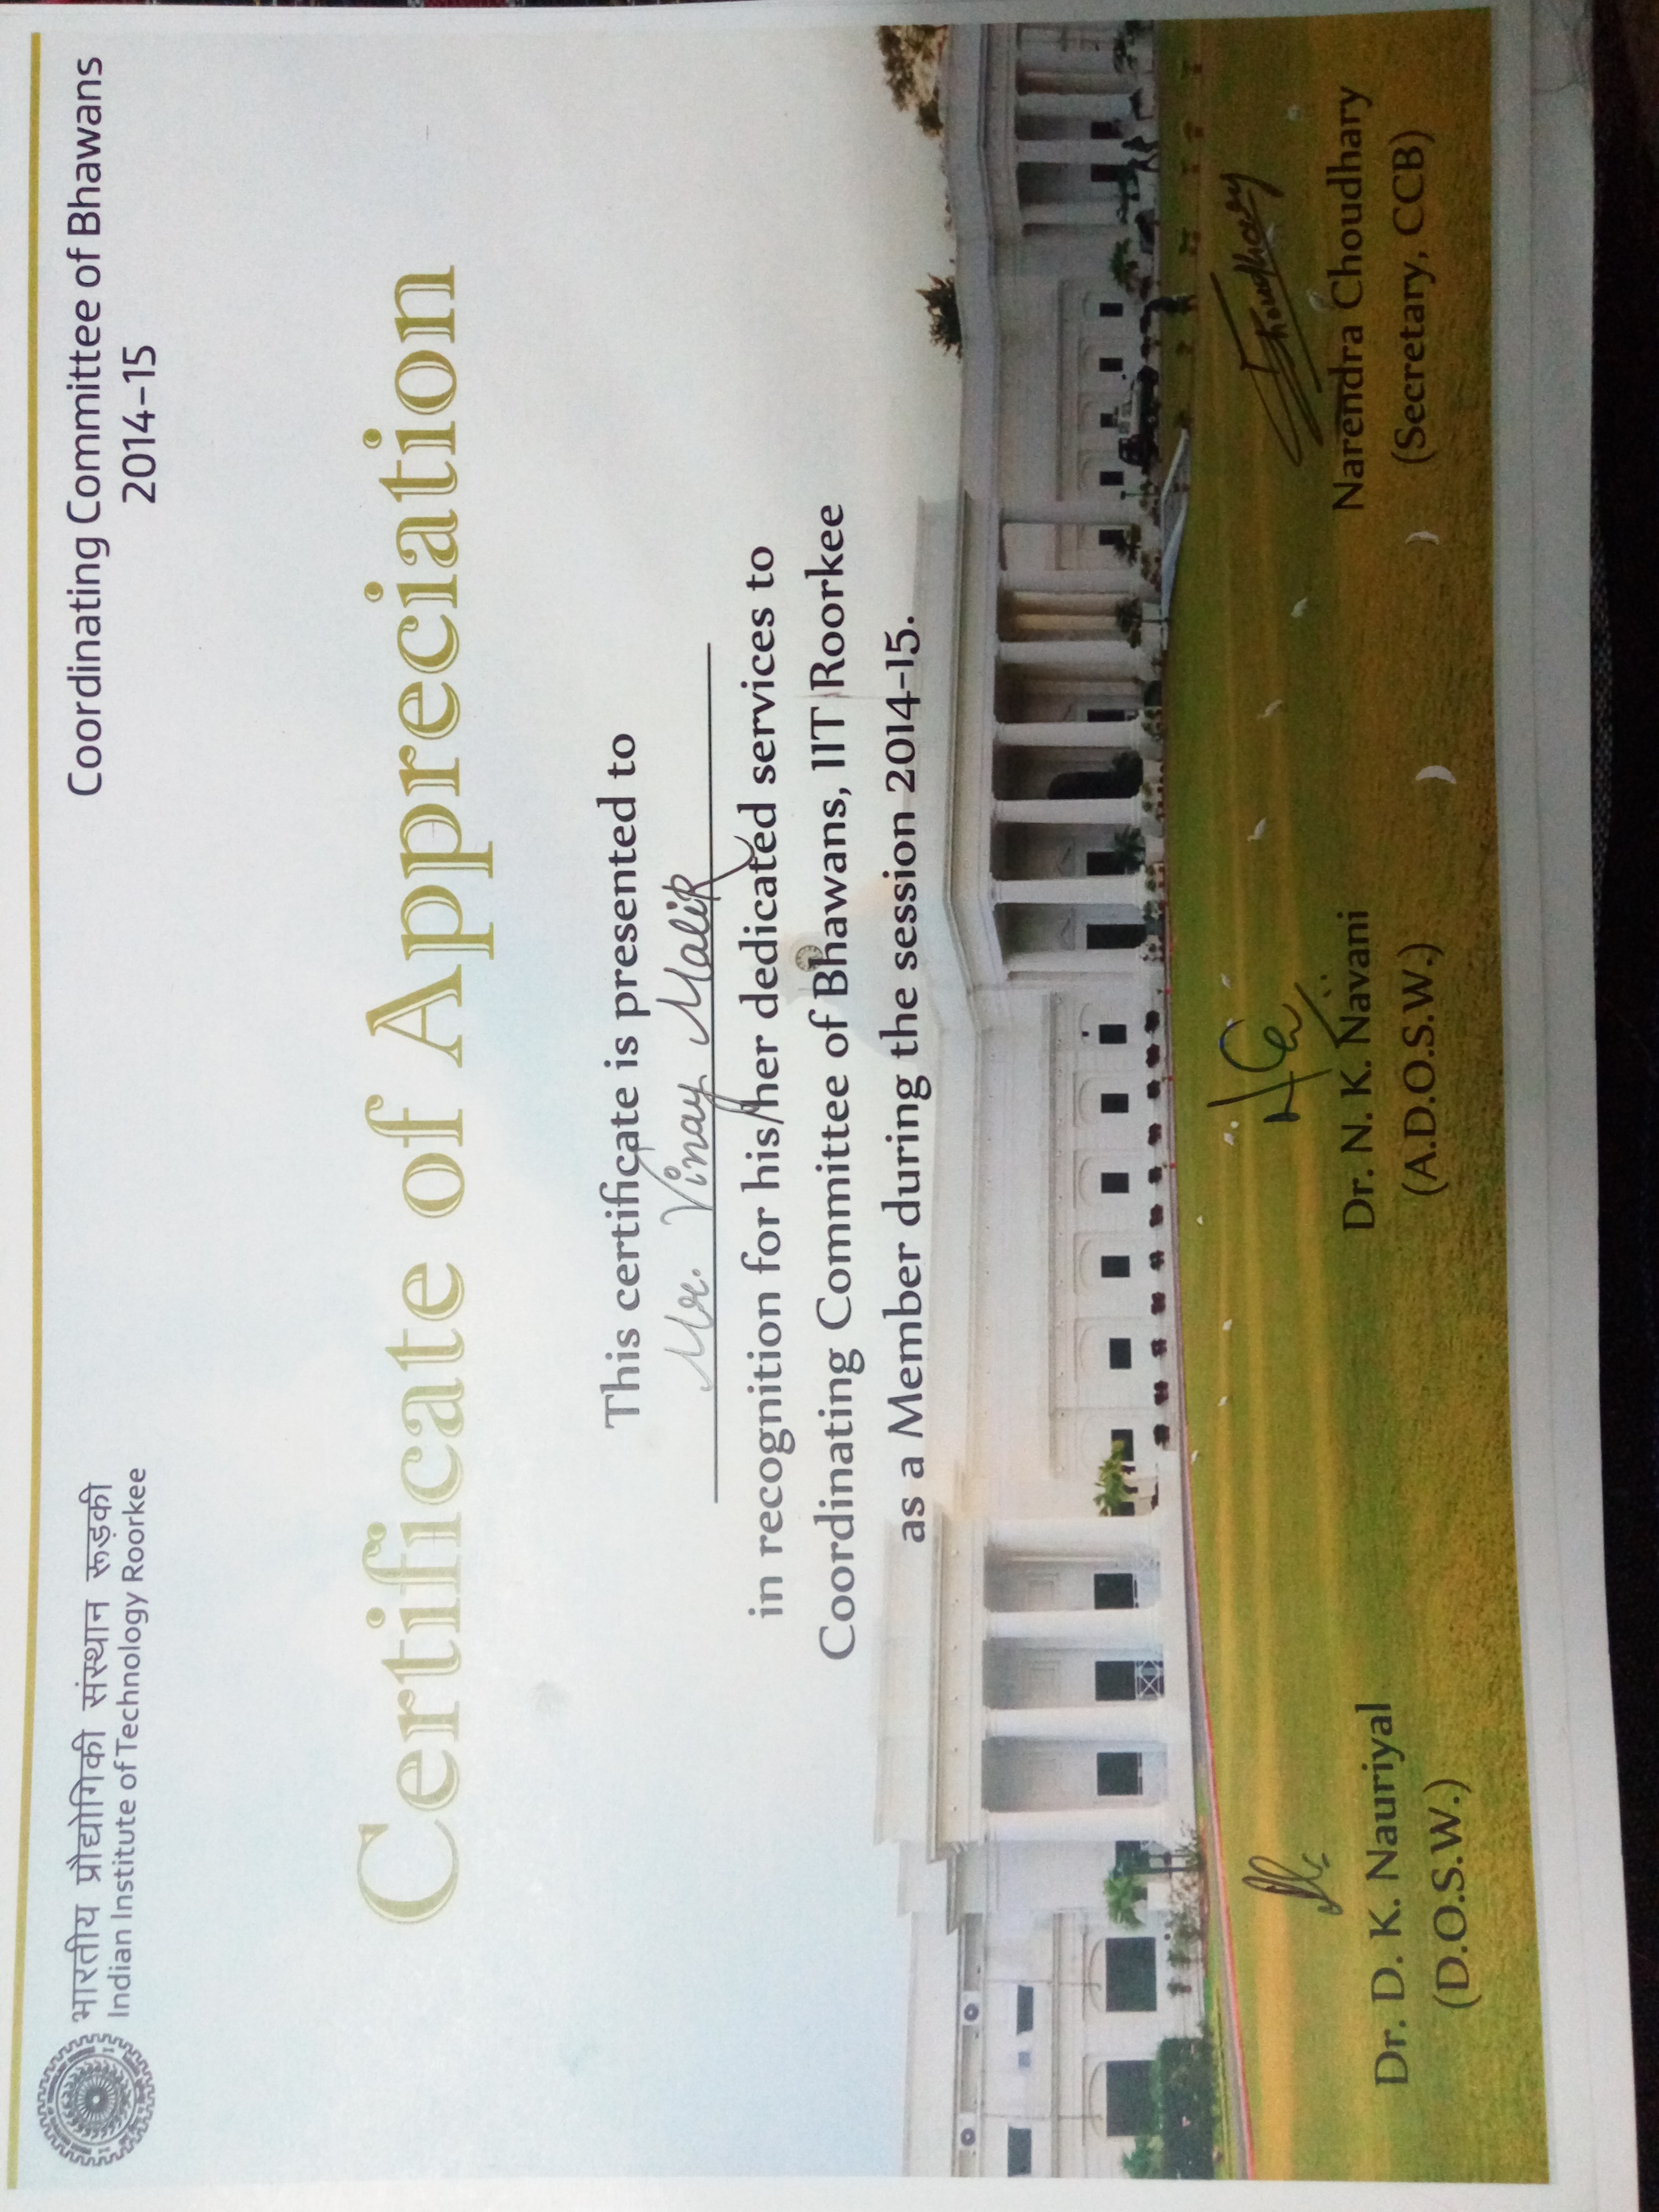 भारतीय प्रौद्योगिकी संस्थान रूड़की
Indian Institute of Technology Roorkee
Coordinating Committee of Bhawans
2014-15
Certificate of Appreciation
This certificate is presented to
Mr. Vinay Malik
in recognition for his/her dedicated services to
Coordinating Committee of Bhawans, IIT Roorkee
as a Member during the session 2014-15.
Dr. D. K. Nauriyal
(D.O.S.W.)
Dr. N. K. Navani
(A.D.O.S.W.)
Choudhary
Narendra Choudhary
(Secretary, CCB)